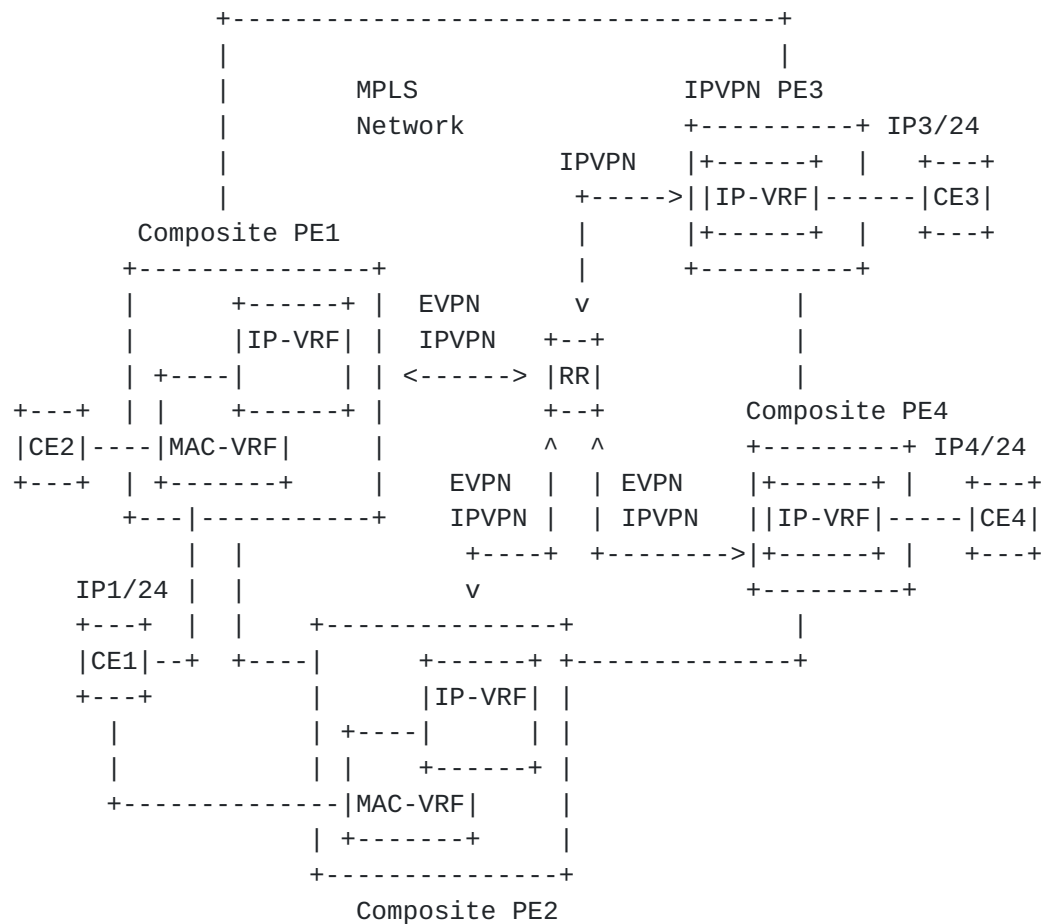 MPLS IPVPN PE3
Network IP3/24
IPVPN
IP-VRF CE3
Composite PE1
EVPN v
IP-VRF IPVPN
RR
Composite PE4
CE2 MAC-VRF IP4/24
EVPN EVPN
IPVPN IPVPN IP-VRF CE4
IP1/24 v
CE1
IP-VRF
MAC-VRF
Composite PE2